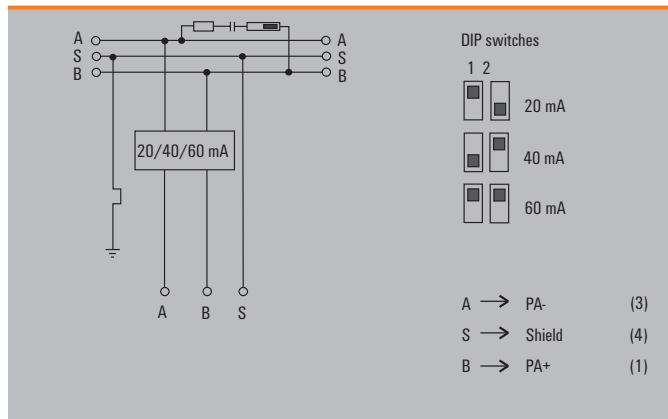 A
S
B
A
S
B
20/40/60 mA
A B S
DIP switches
1 2
20 mA
40 mA
60 mA
A → PA- (3)
S → Shield (4)
B → PA+ (1)